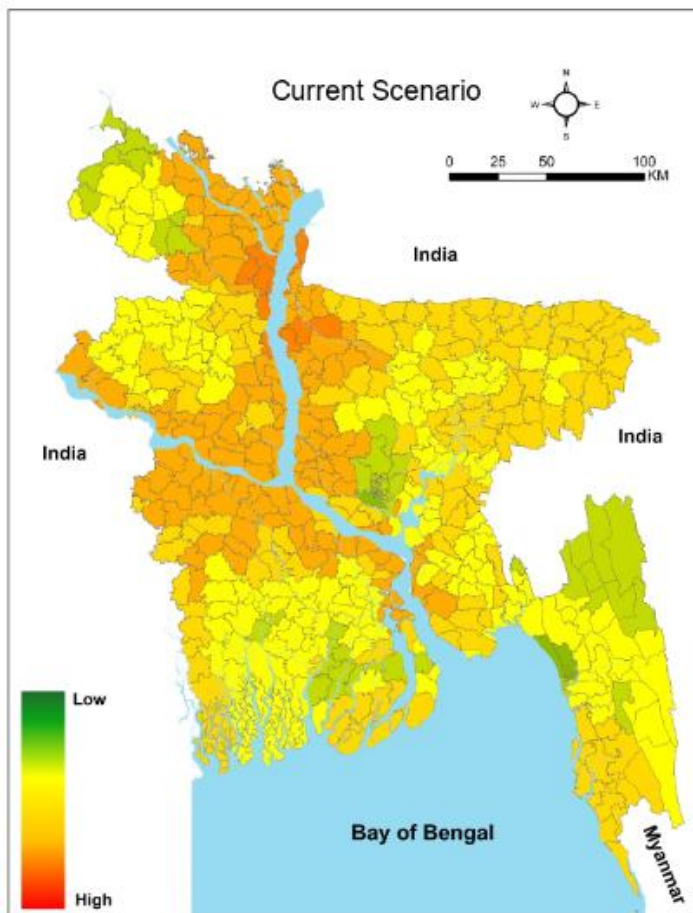 Current Scenario
N
W E
S
0 25 50 100
KM
India
India
India
Low
High
Bay of Bengal
Myanmar